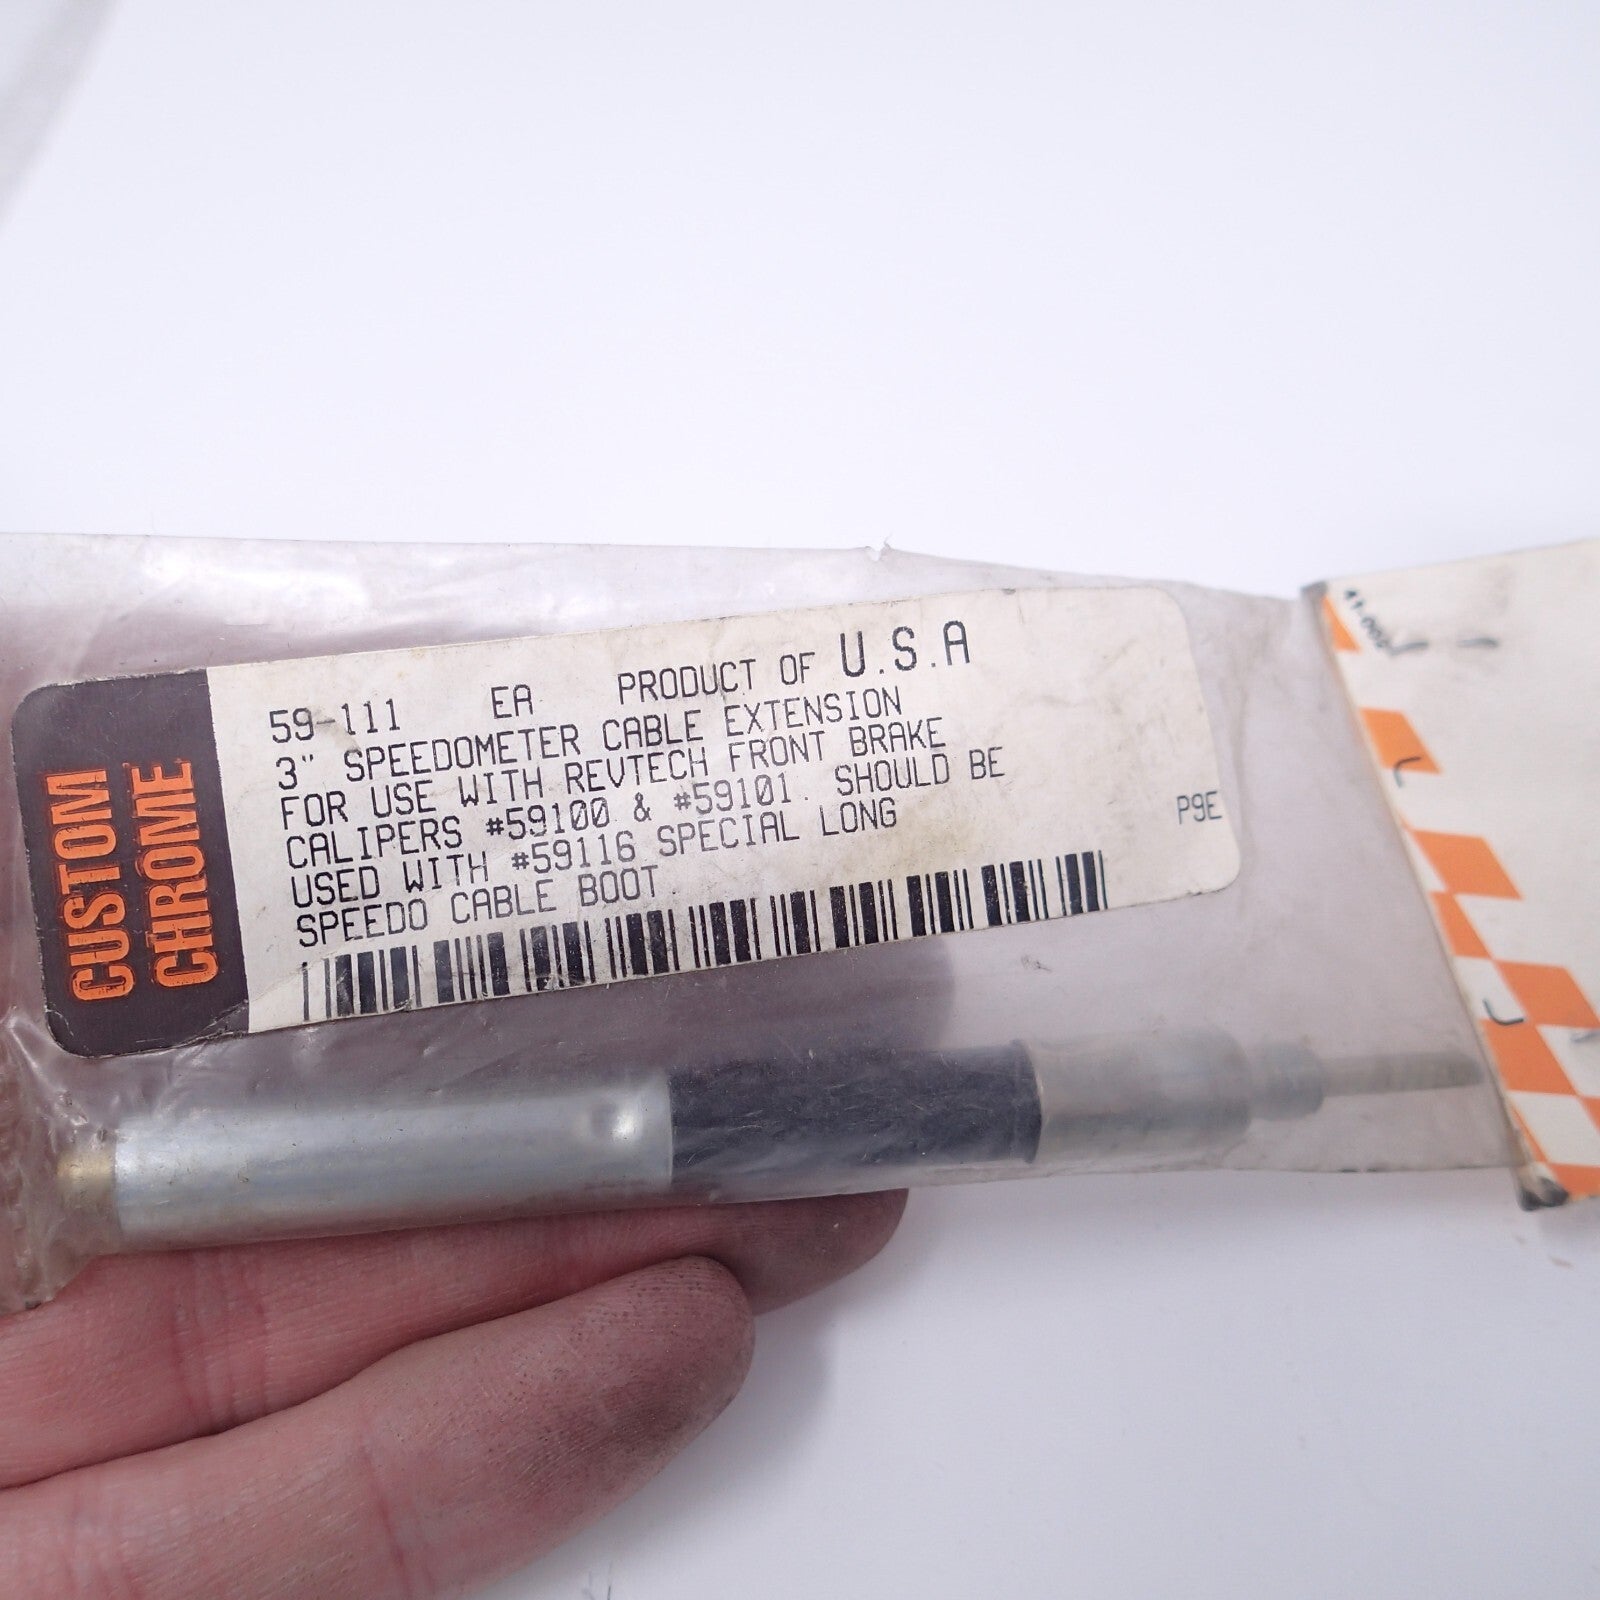 CUSTOM
CHROME
59-111 EA PRODUCT OF U.S.A
3" SPEEDOMETER CABLE EXTENSION
FOR USE WITH REVTECH FRONT BRAKE
CALIPERS #59100 & #59101. SHOULD BE
USED WITH #59116 SPECIAL LONG
SPEEDO CABLE BOOT
P9E